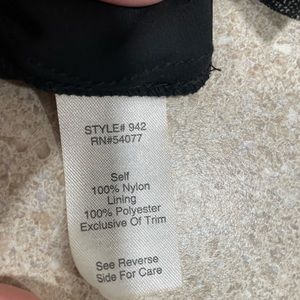 STYLE# 942
RN#54077
Self
100% Nylon
Lining
100% Polyester
Exclusive Of Trim
See Reverse
Side For Care